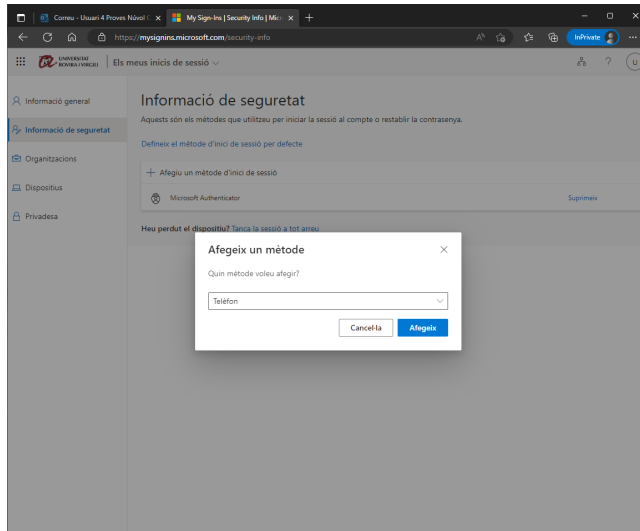 Correu - Usuari 4 Proves Núvol
My Sign-Ins | Security Info | Micr
https://mysignins.microsoft.com/security-info
InPrivate
UNIVERSITAT
ROVIRA I VIRGILI
Els meus inicis de sessió
?
U
Informació general
Informació de seguretat
Organitzacions
Dispositius
Privadesa
Informació de seguretat
Aquests són els mètodes que utilitzeu per iniciar la sessió al compte o restablir la contrasenya.
Defineix el mètode d'inici de sessió per defecte
+ Afegiu un mètode d'inici de sessió
Microsoft Authenticator
Suprimeix
Heu perdut el dispositiu? Tanca la sessió a tot arreu
Afegeix un mètode
Quin mètode voleu afegir?
Telèfon
Cancel·la
Afegeix